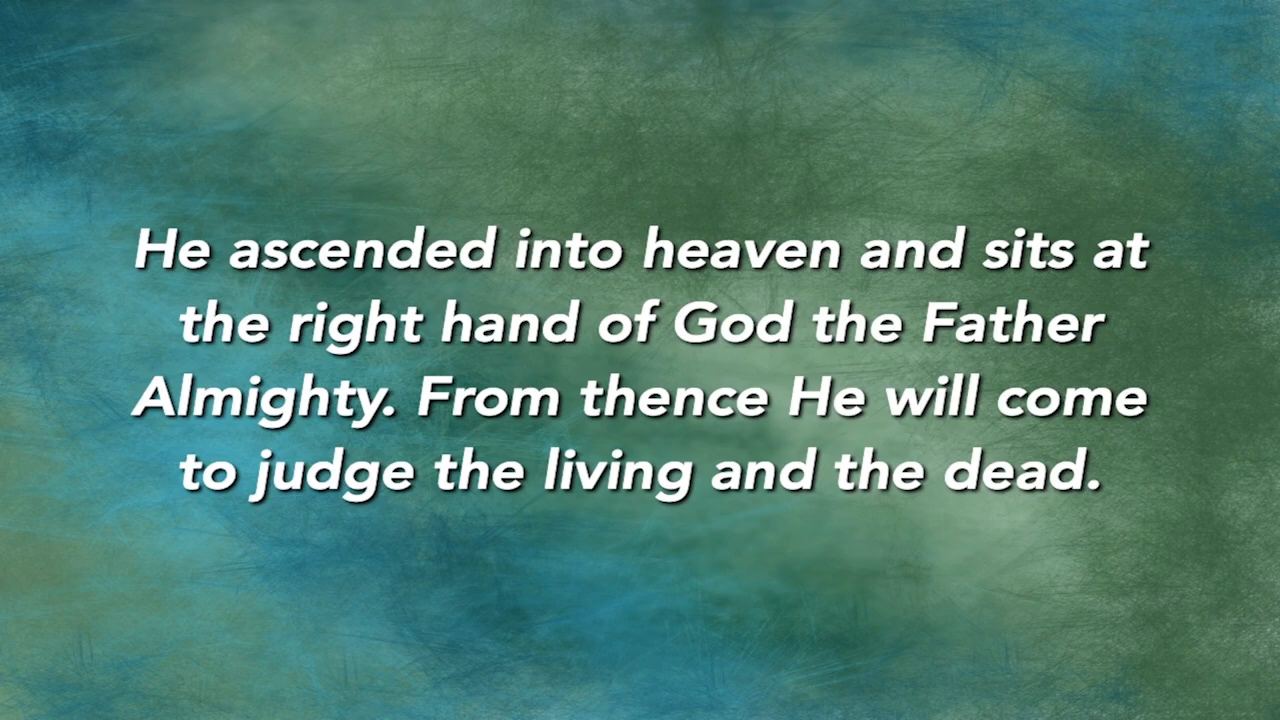 He ascended into heaven and sits at
the right hand of God the Father
Almighty. From thence He will come
to judge the living and the dead.